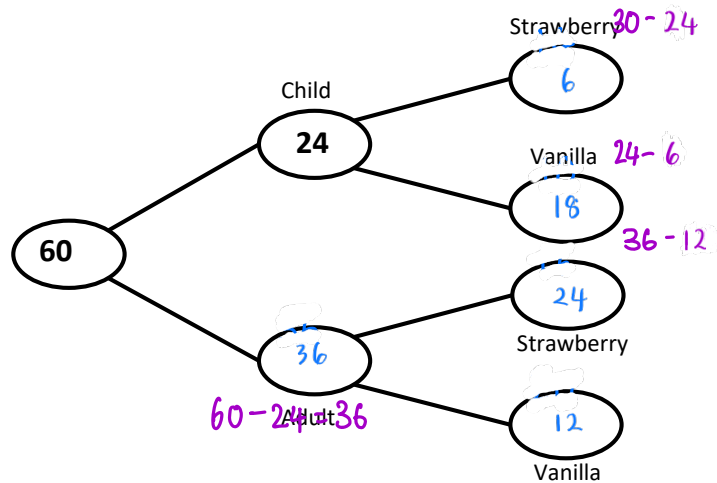 Strawberry 30-24
6
Child
24
Vanilla 24-6
18
36-12
60
24
Strawberry
36
60-24=36
Adult
12
Vanilla